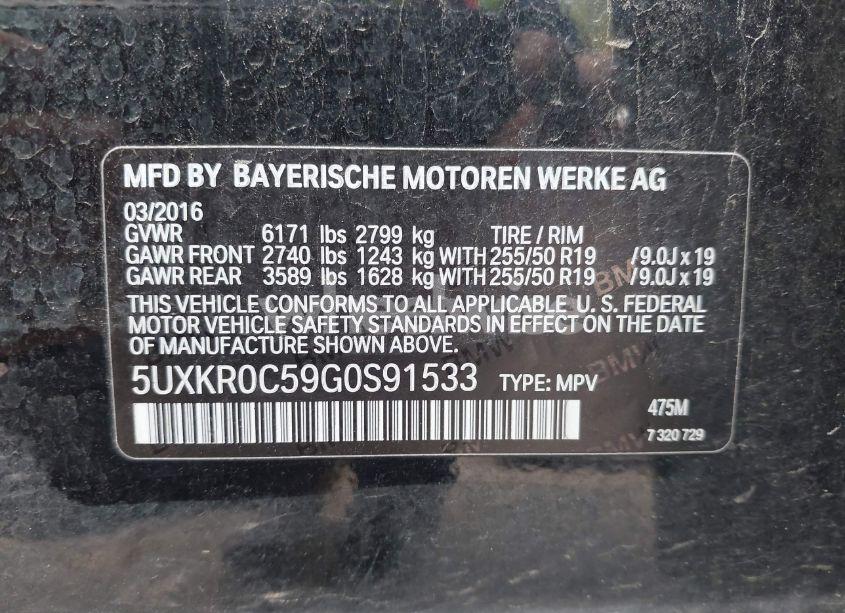 MFD BY BAYERISCHE MOTOREN WERKE AG
03/2016
GVWR 6171 lbs 2799 kg TIRE / RIM
GAWR FRONT 2740 lbs 1243 kg WITH 255/50 R19 /9.0J x 19
GAWR REAR 3589 lbs 1628 kg WITH 255/50 R19 /9.0J x 19
THIS VEHICLE CONFORMS TO ALL APPLICABLE U. S. FEDERAL
MOTOR VEHICLE SAFETY STANDARDS IN EFFECT ON THE DATE
OF MANUFACTURE SHOWN ABOVE.
5UXKR0C59G0S91533 TYPE: MPV
475M
7 320 729